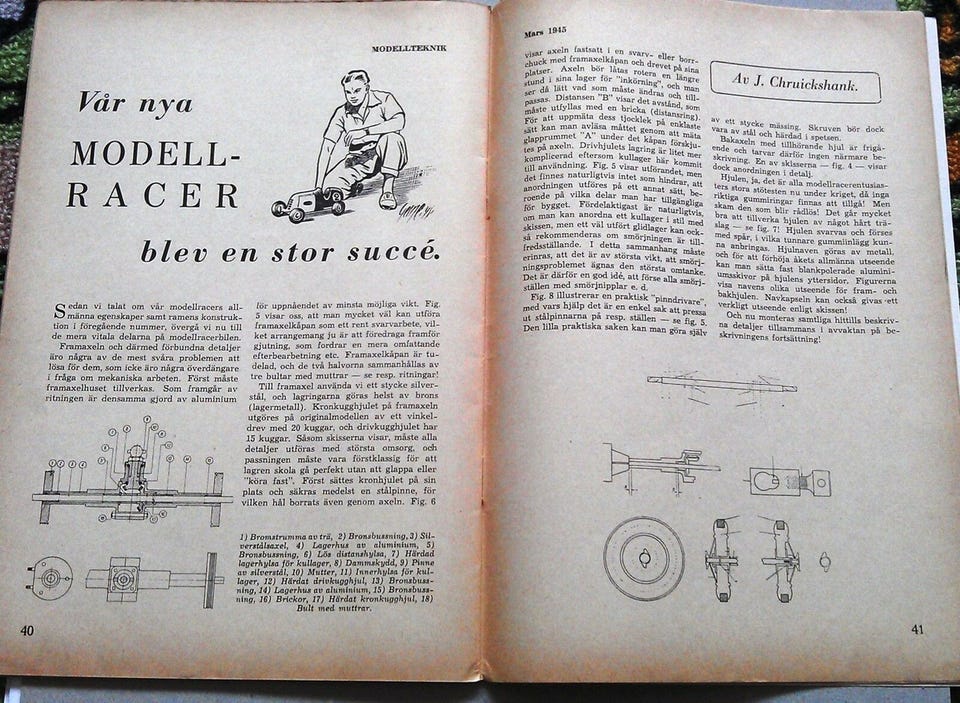 MODELLTEKNIK
Vår nya
MODELL-
RACER
blev en stor succé.
Sedan vi talat om vår modellracers all-
männa egenskaper samt ramens konstruk-
tion i föregående nummer, övergå vi nu till
de mera vitala delarna på modellracerbilen.
Framaxeln och därmed förbundna detaljer
äro några av de mest svåra problemen att
lösa för dem, som icke äro några överdängare
i fråga om mekaniska arbeten. Först måste
framaxelhuset tillverkas. Som framgår av
ritningen är densamma gjord av aluminium
för uppnåendet av minsta möjliga vikt. Fig.
5 visar oss, att man mycket väl kan utföra
framaxelkåpan som ett rent svarvarbete, vil-
ket arrangemang ju är att föredraga framför
gjutning, som fordrar en mera omfattande
efterbearbetning etc. Framaxelkåpan är tu-
delad, och de två halvorna sammanhållas av
tre bultar med muttrar — se resp. ritningar!
Till framaxel använda vi ett stycke silver-
stål, och lagringarna göras helst av brons
(lagermetall). Kronkugghjulet på framaxeln
utgöres på originalmodellen av ett vinkel-
drev med 20 kuggar, och drivkugghjulet har
15 kuggar. Såsom skisserna visar, måste alla
detaljer utföras med största omsorg, och
passningen måste vara förstklassig för att
lagren skola gå perfekt utan att glappa eller
"köra fast". Först sättes kronhjulet på sin
plats och säkras medelst en stålpinne, för
vilken hål borrats även genom axeln. Fig. 6
1) Bromstrumma av trä, 2) Bronsbussning, 3) Sil-
verstålsaxel, 4) Lagerhus av aluminium, 5)
Bronsbussning, 6) Lös distanshylsa, 7) Härdad
lagerhylsa för kullager, 8) Dammskydd, 9) Pinne
av silverstål, 10) Mutter, 11) Innerhylsa för kul-
lager, 12) Härdat drivkugghjul, 13) Bronsbuss-
ning, 14) Lagerhus av aluminium, 15) Bronsbuss-
ning, 16) Brickor, 17) Härdat kronkugghjul, 18)
Bult med muttrar.
40
Mars 1945
visar axeln fastsatt i en svarv- eller borr-
chuck med framaxelkåpan och drevet på sina
platser. Axeln bör låtas rotera en längre
stund i sina lager för "inkörning", och man
ser då lätt vad som måste ändras och till-
passas. Distansen "B" visar det avstånd, som
måste utfyllas med en bricka (distansring).
För att uppmäta dess tjocklek på enklaste
sätt kan man avläsa måttet genom att mäta
glapprummet "A" under det kåpan förskju-
tes på axeln. Drivhjulets lagring är litet mer
komplicerad eftersom kullager här kommit
till användning. Fig. 5 visar utförandet, men
det finnes naturligtvis intet som hindrar, att
anordningen utföres på ett annat sätt, be-
roende på vilka delar man har tillgängliga
för bygget. Fördelaktigast är naturligtvis,
om man kan anordna ett kullager i stil med
skissen, men ett väl utfört glidlager kan ock-
så rekommenderas om smörjningen är till-
fredsställande. I detta sammanhang måste
erinras, att det är av största vikt, att smörj-
ningsproblemet ägnas den största omtanke.
Det är därför en god idé, att förse alla smörj-
ställen med smörjnipplar e. d.
Fig. 8 illustrerar en praktisk "pinndrivare",
med vars hjälp det är en enkel sak att pressa
ut stålpinnarna på resp. ställen — se fig. 5.
Den lilla praktiska saken kan man göra själv
Av J. Chruickshank.
av ett stycke mässing. Skruven bör dock
vara av stål och härdad i spetsen.
Bakaxeln med tillhörande hjul är frigå-
ende och tarvar därför ingen närmare be-
skrivning. En av skisserna — fig. 4 — visar
dock anordningen i detalj.
Hjulen, ja, det är alla modellracerentusias-
ters stora stötesten nu under kriget, då inga
riktiga gummiringar finnas att tillgå! Men
skam den som blir rådlös! Det går mycket
bra att tillverka hjulen av något hårt trä-
slag — se fig. 7! Hjulen svarvas och förses
med spår, i vilka tunnare gummiinlägg kun-
na anbringas. Hjulnaven göras av metall,
och för att förhöja åkets allmänna utseende
kan man sätta fast blankpolerade alumini-
umsskivor på hjulens yttersidor. Figurerna
visa navens olika utseende för fram- och
bakhjulen. Navkapseln kan också givas ett
verkligt utseende enligt skissen!
Och nu montera samtliga hittills beskriv-
na detaljer tillsammans i avvaktan på be-
skrivningens fortsättning!
41